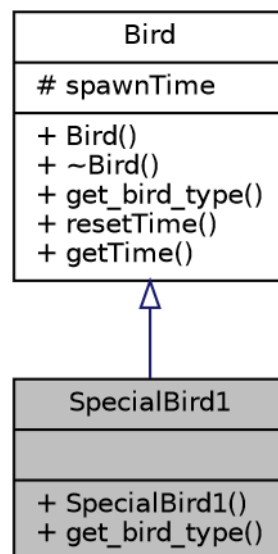 Bird
# spawnTime
+ Bird()
+ ~Bird()
+ get_bird_type()
+ resetTime()
+ getTime()
SpecialBird1
+ SpecialBird1()
+ get_bird_type()